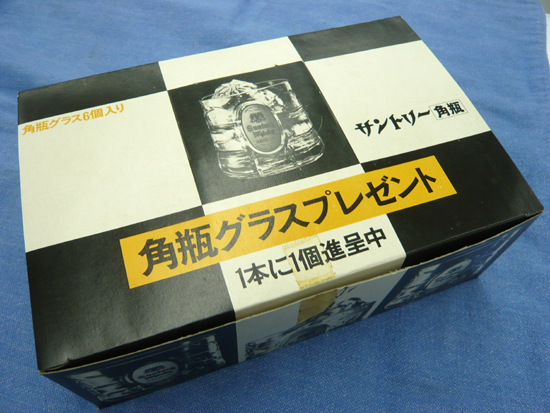 角瓶グラス6個入り
サントリー角瓶
角瓶グラスプレゼント
1本に1個進呈中